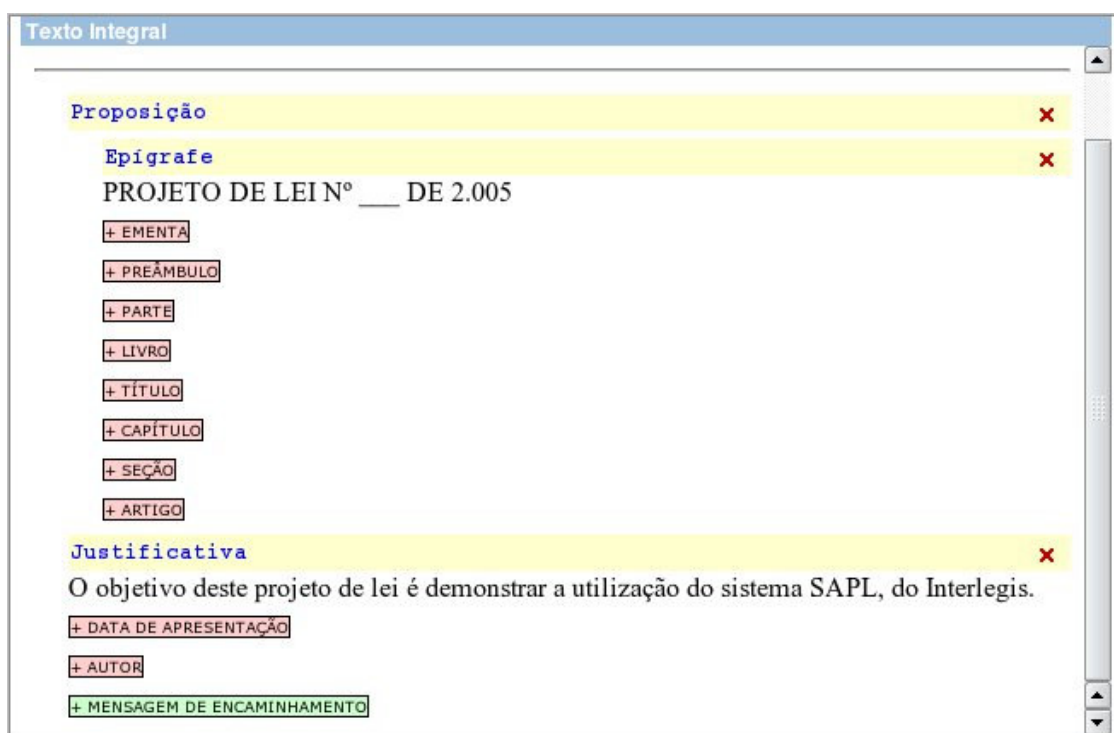 Texto Integral
Proposição
Epígrafe
PROJETO DE LEI Nº ___ DE 2.005
+ EMENTA
+ PREÂMBULO
+ PARTE
+ LIVRO
+ TÍTULO
+ CAPÍTULO
+ SEÇÃO
+ ARTIGO
Justificativa
O objetivo deste projeto de lei é demonstrar a utilização do sistema SAPL, do Interlegis.
+ DATA DE APRESENTAÇÃO
+ AUTOR
+ MENSAGEM DE ENCAMINHAMENTO